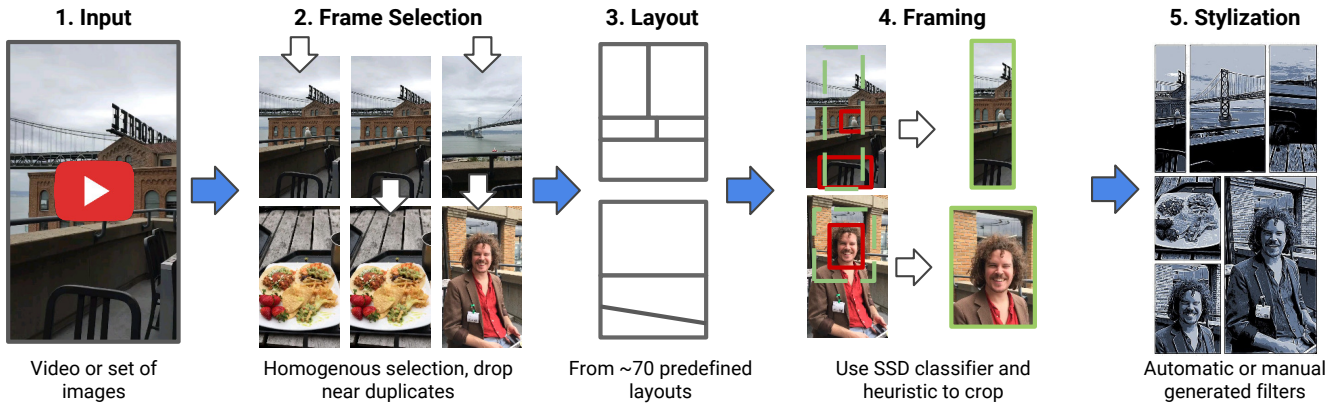 1. Input
2. Frame Selection
3. Layout
4. Framing
5. Stylization
Video or set of
images
Homogenous selection, drop
near duplicates
From ~70 predefined
layouts
Use SSD classifier and
heuristic to crop
Automatic or manual
generated filters